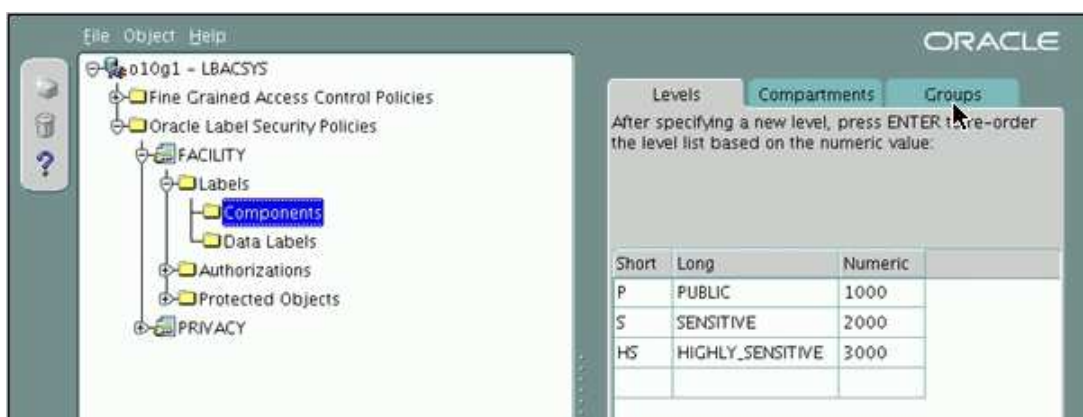 File Object Help
ORACLE
o10g1 - LBACSYS
Fine Grained Access Control Policies
Oracle Label Security Policies
FACILITY
Labels
Components
Data Labels
Authorizations
Protected Objects
PRIVACY
Levels Compartments Groups
After specifying a new level, press ENTER to re-order
the level list based on the numeric value:
Short Long Numeric
P PUBLIC 1000
S SENSITIVE 2000
HS HIGHLY_SENSITIVE 3000